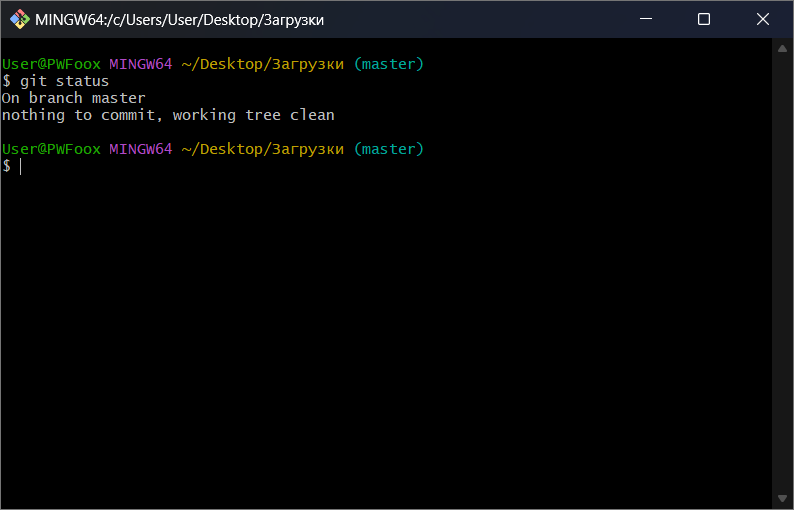 MINGW64:/c/Users/User/Desktop/Загрузки
User@PWFoox MINGW64 ~/Desktop/Загрузки (master)
$ git status
On branch master
nothing to commit, working tree clean
User@PWFoox MINGW64 ~/Desktop/Загрузки (master)
$